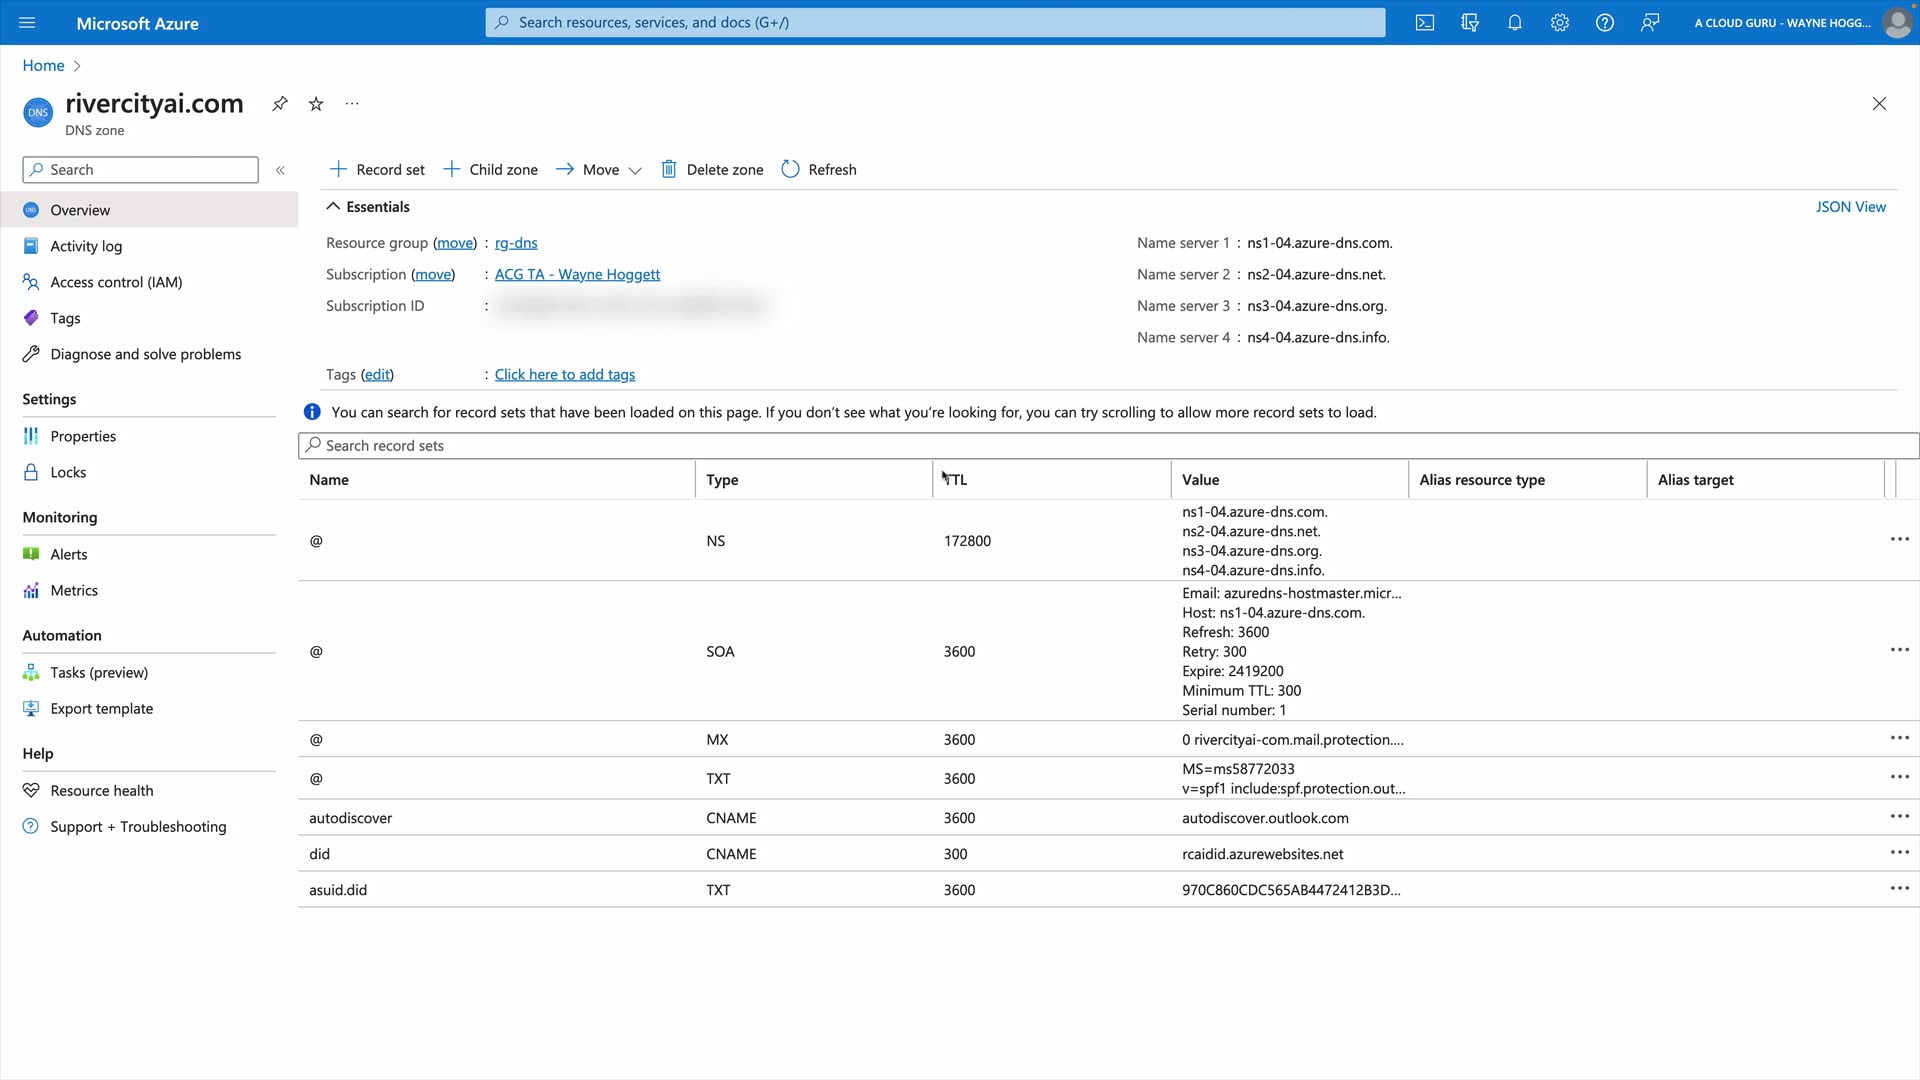 Microsoft Azure
Search resources, services, and docs (G+/)
A CLOUD GURU - WAYNE HOGG...
Home
DNS
rivercityai.com
DNS zone
Search
Record set
Child zone
Move
Delete zone
Refresh
Overview
Activity log
Access control (IAM)
Tags
Diagnose and solve problems
Settings
Properties
Locks
Monitoring
Alerts
Metrics
Automation
Tasks (preview)
Export template
Help
Resource health
Support + Troubleshooting
Essentials
JSON View
Resource group (move) : rg-dns
Subscription (move) : ACG TA - Wayne Hoggett
Subscription ID :
Name server 1 : ns1-04.azure-dns.com.
Name server 2 : ns2-04.azure-dns.net.
Name server 3 : ns3-04.azure-dns.org.
Name server 4 : ns4-04.azure-dns.info.
Tags (edit) : Click here to add tags
You can search for record sets that have been loaded on this page. If you don't see what you're looking for, you can try scrolling to allow more record sets to load.
Search record sets
Name Type TTL Value Alias resource type Alias target
@ NS 172800
ns1-04.azure-dns.com.
ns2-04.azure-dns.net.
ns3-04.azure-dns.org.
ns4-04.azure-dns.info.
@ SOA 3600
Email: azuredns-hostmaster.micr...
Host: ns1-04.azure-dns.com.
Refresh: 3600
Retry: 300
Expire: 2419200
Minimum TTL: 300
Serial number: 1
@ MX 3600 0 rivercityai-com.mail.protection....
@ TXT 3600
MS=ms58772033
v=spf1 include:spf.protection.out...
autodiscover CNAME 3600 autodiscover.outlook.com
did CNAME 300 rcaidid.azurewebsites.net
asuid.did TXT 3600 970C860CDC565AB4472412B3D...